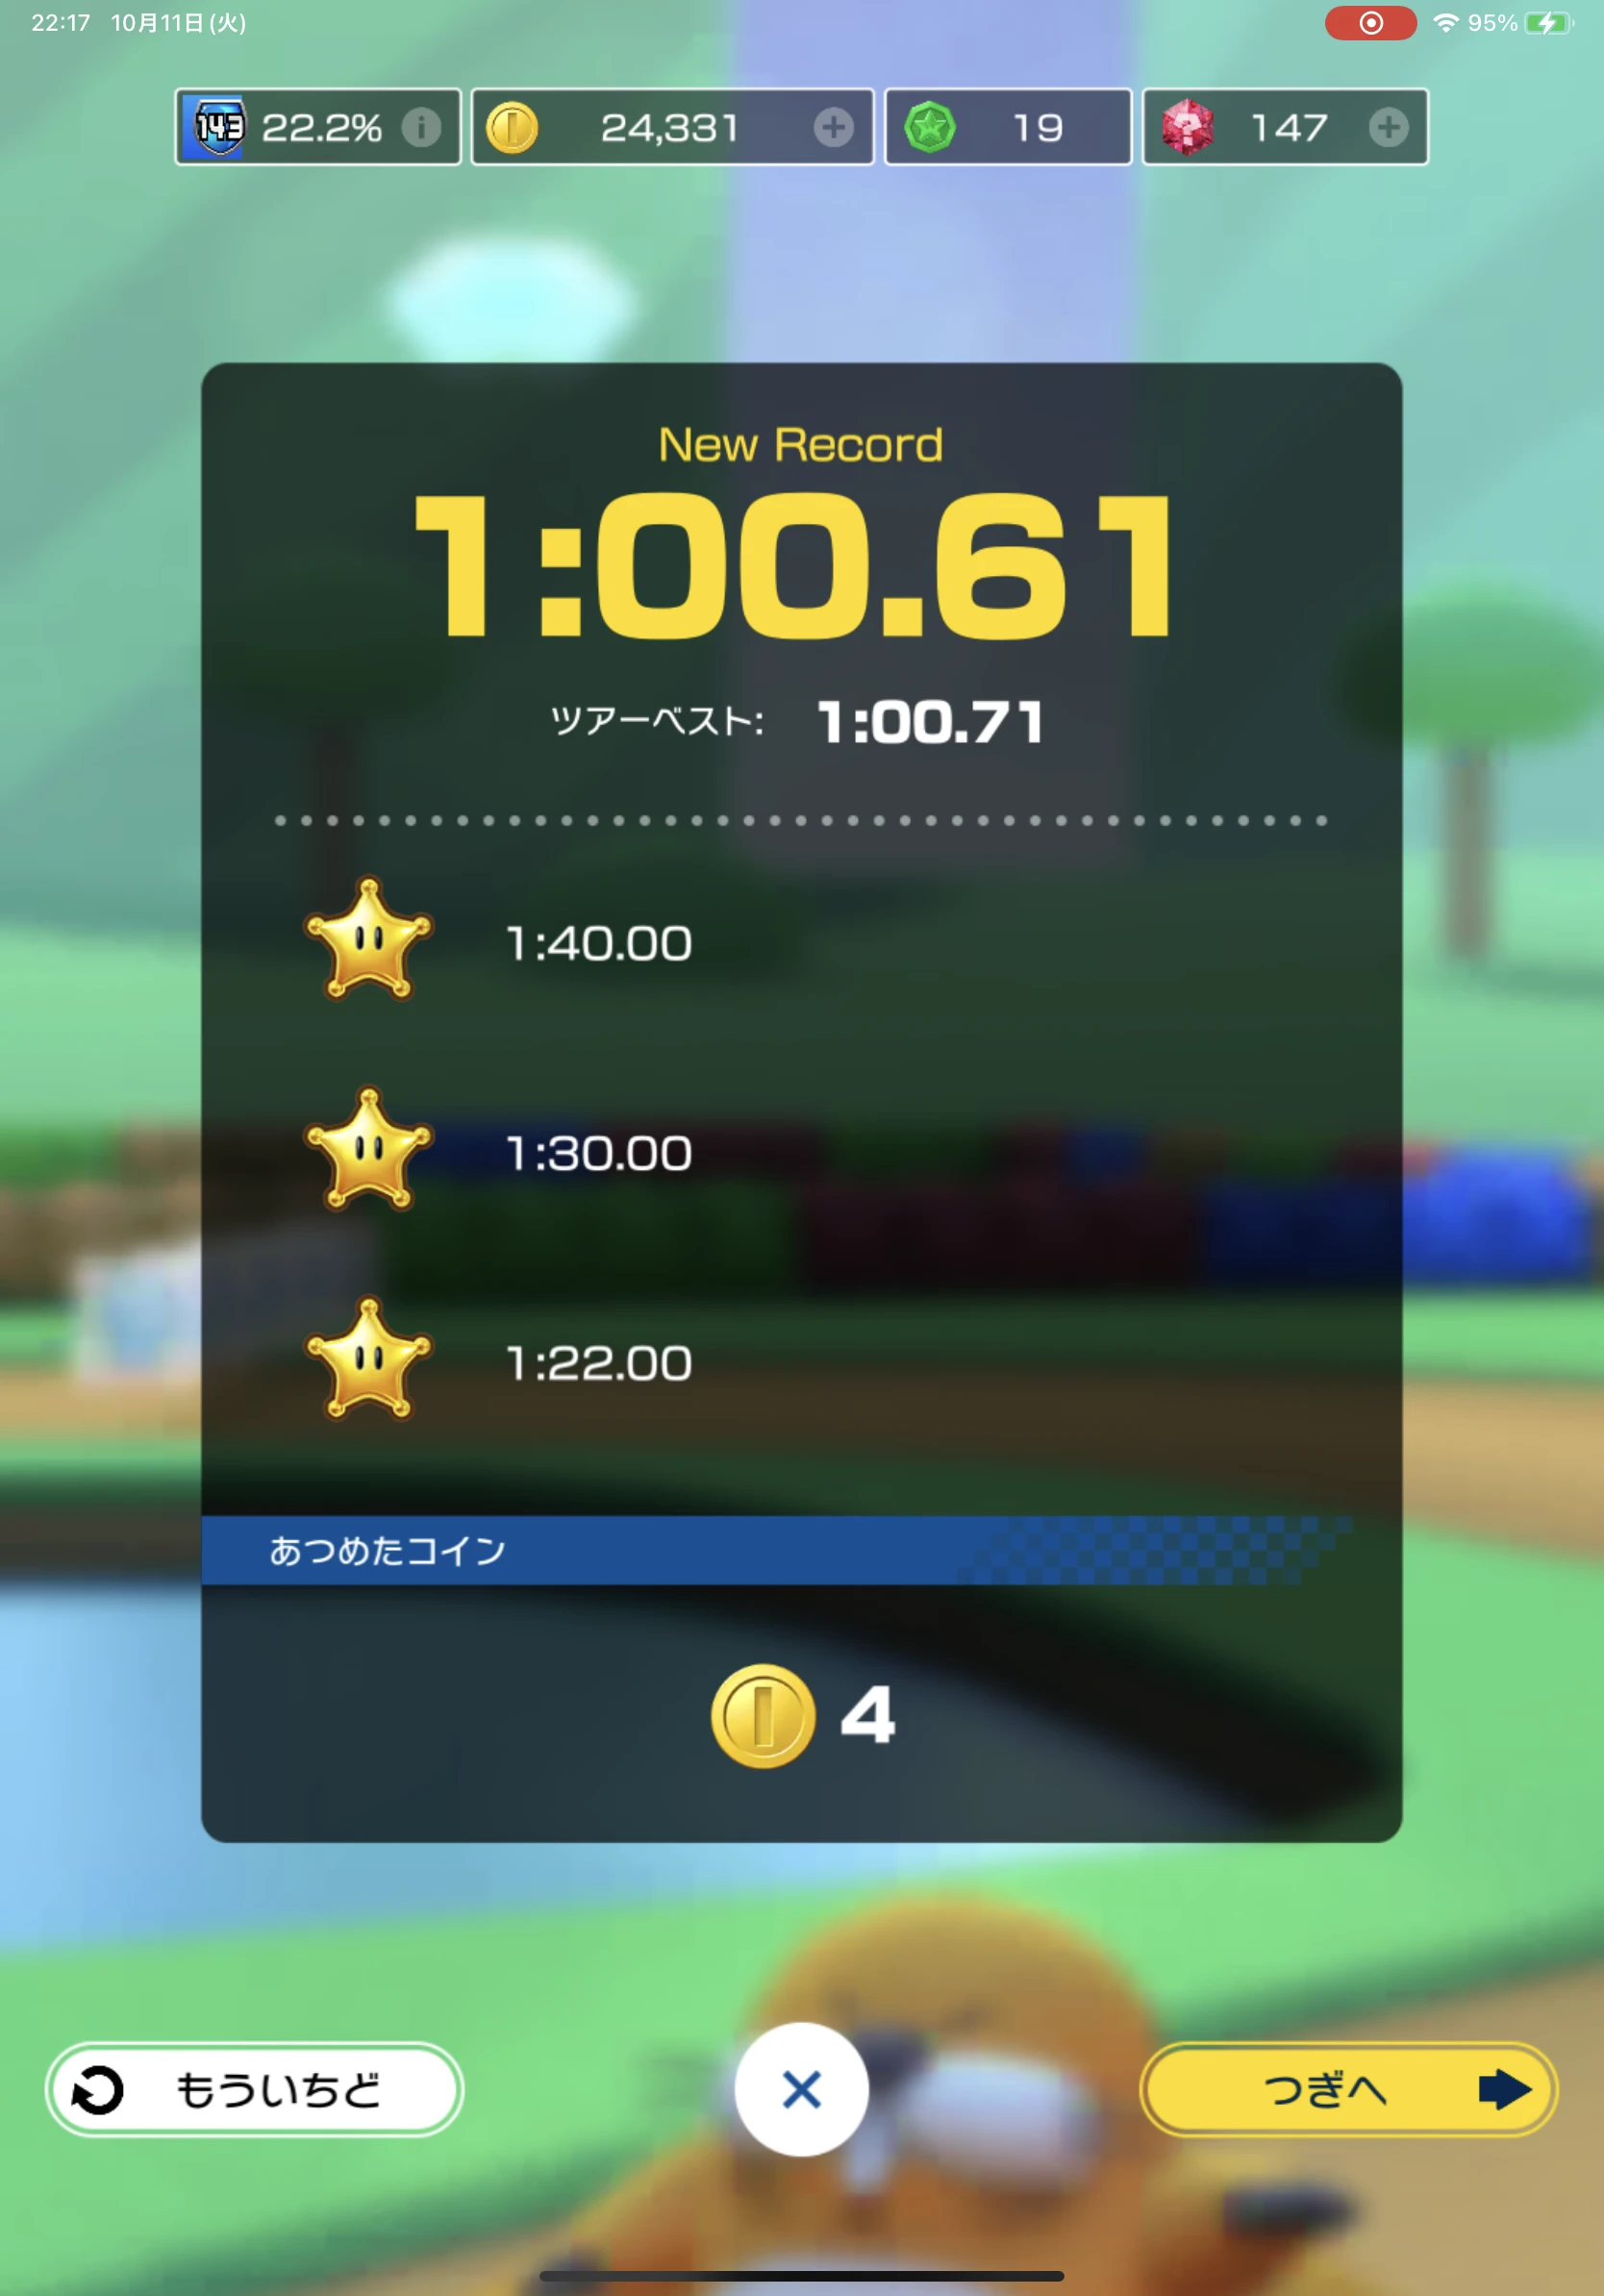 22:17 10月11日(火) 95%
143 22.2% 24,331 19 147
New Record
1:00.61
ツアーベスト: 1:00.71
1:40.00
1:30.00
1:22.00
あつめたコイン
4
もういちど × つぎへ